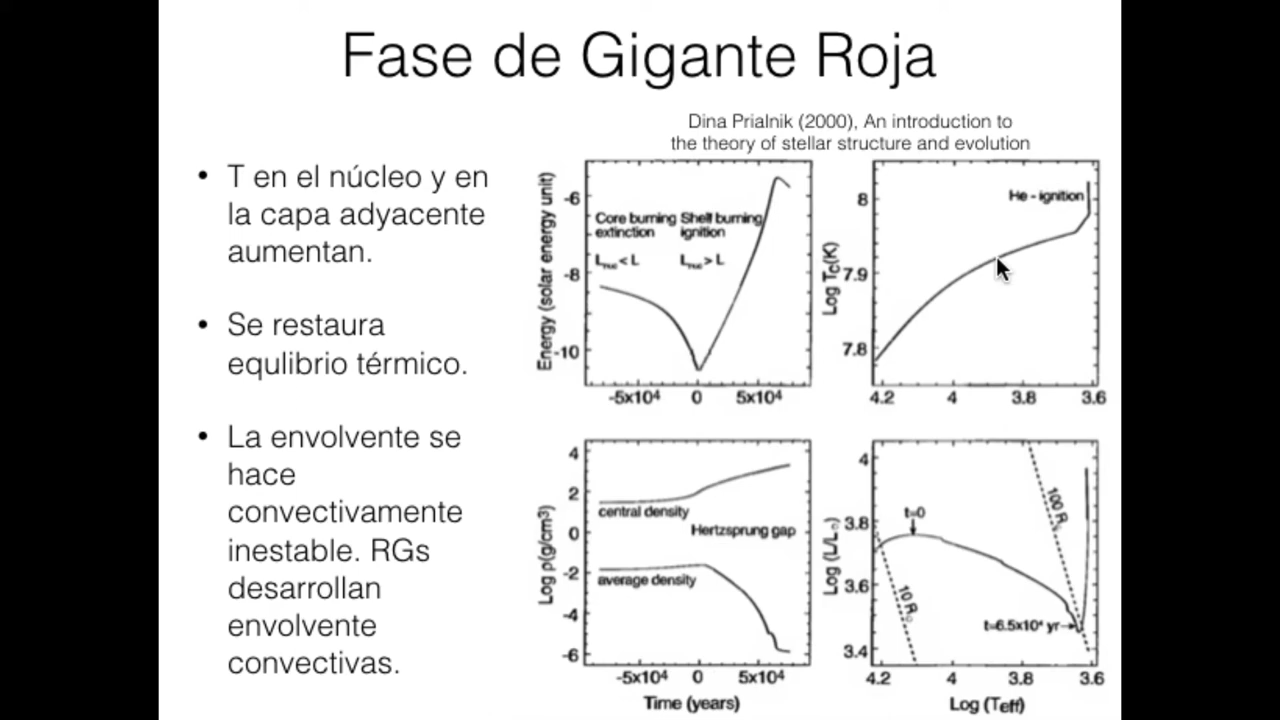 Fase de Gigante Roja
Dina Prialnik (2000), An introduction to
the theory of stellar structure and evolution
• T en el núcleo y en
la capa adyacente
aumentan.
• Se restaura
equlibrio térmico.
• La envolvente se
hace
convectivamente
inestable. RGs
desarrollan
envolvente
convectivas.
Energy (solar energy unit)
-6
-8
-10
Core burning
extinction
Lnuc < L
Shell burning
ignition
Lnuc > L
-5x10⁴ 0 5x10⁴
Log Tc(K)
8
7.9
7.8
He - ignition
4.2 4 3.8 3.6
Log ρ(g/cm³)
4
2
0
-2
-4
-6
central density
Hertzsprung gap
average density
-5x10⁴ 0 5x10⁴
Time (years)
Log (L/L☉)
4
3.8
3.6
3.4
t=0
100 R☉
10 R☉
t=6.5x10⁴ yr
4.2 4 3.8 3.6
Log (Teff)